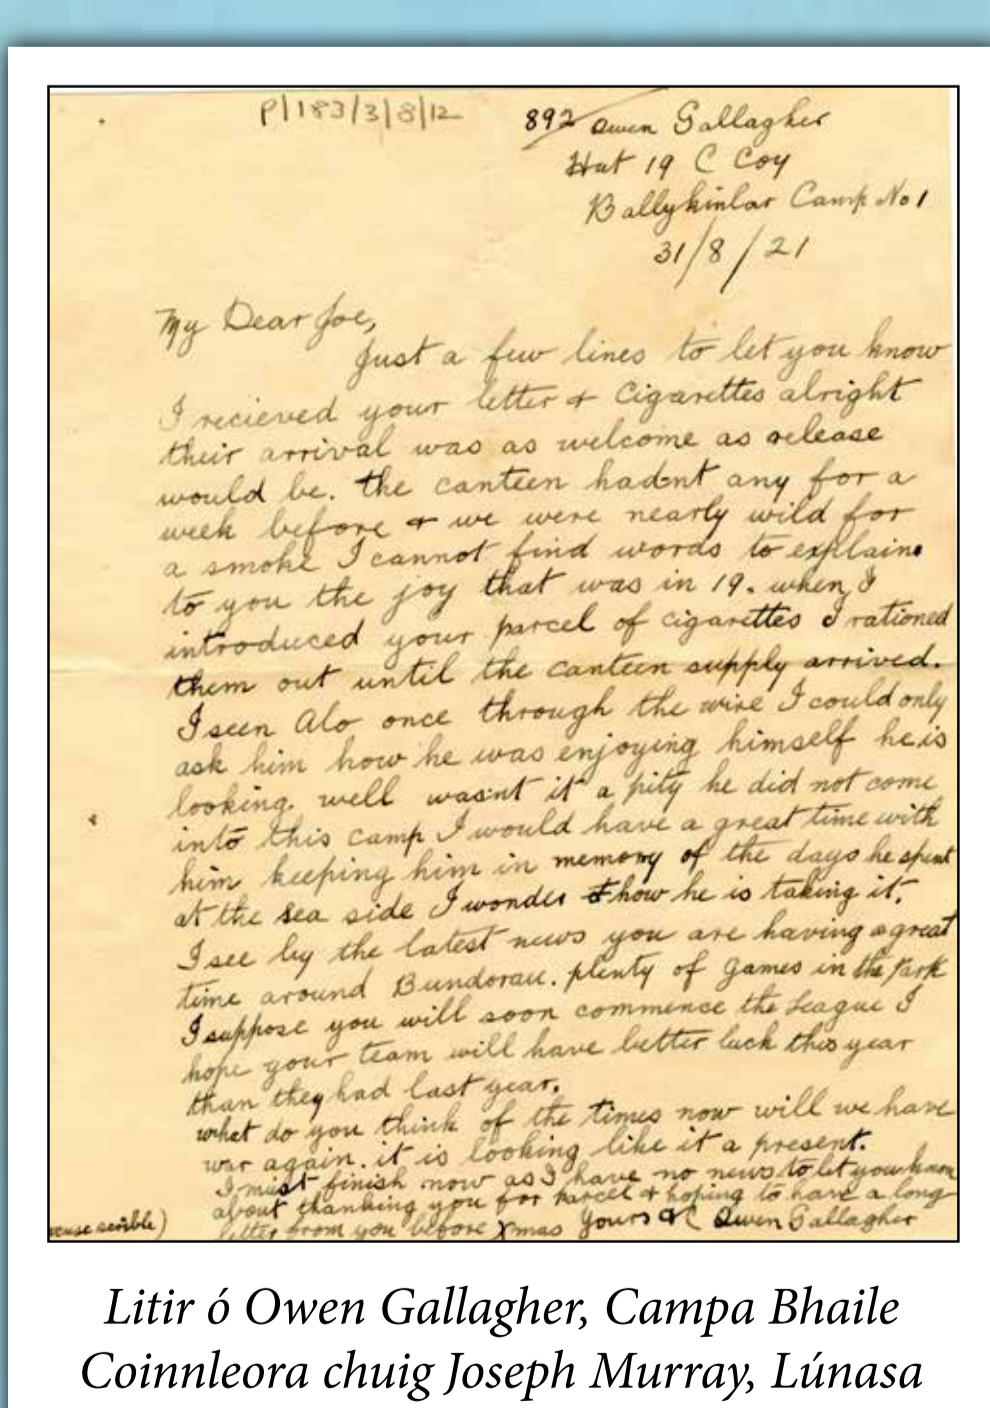 P/183/3/8/12
892 Owen Gallagher
Hut 19 C Coy
Ballykinlar Camp No 1
31/8/21
My Dear Joe,
Just a few lines to let you know
I recieved your letter & Cigarettes alright
their arrival was as welcome as release
would be. the canteen hadnt any for a
week before & we were nearly wild for
a smoke I cannot find words to explain
to you the joy that was in 19. when I
introduced your parcel of cigarettes I rationed
them out until the canteen supply arrived.
I seen Alo once through the wire I could only
ask him how he was enjoying himself he is
looking well wasnt it a pity he did not come
into this camp I would have a great time with
him keeping him in memory of the days he spent
at the sea side I wonder how he is taking it.
I see by the latest news you are having a great
time around Bundoran. plenty of games in the Park
I suppose you will soon commence the League I
hope your team will have better luck this year
than they had last year.
what do you think of the times now will we have
war again. it is looking like it a present.
I must finish now as I have no news to let you know
about thanking you for parcel & hoping to have a long
letter from you before Xmas Yours &C Owen Gallagher
scrible)
Litir ó Owen Gallagher, Campa Bhaile
Coinnleora chuig Joseph Murray, Lúnasa